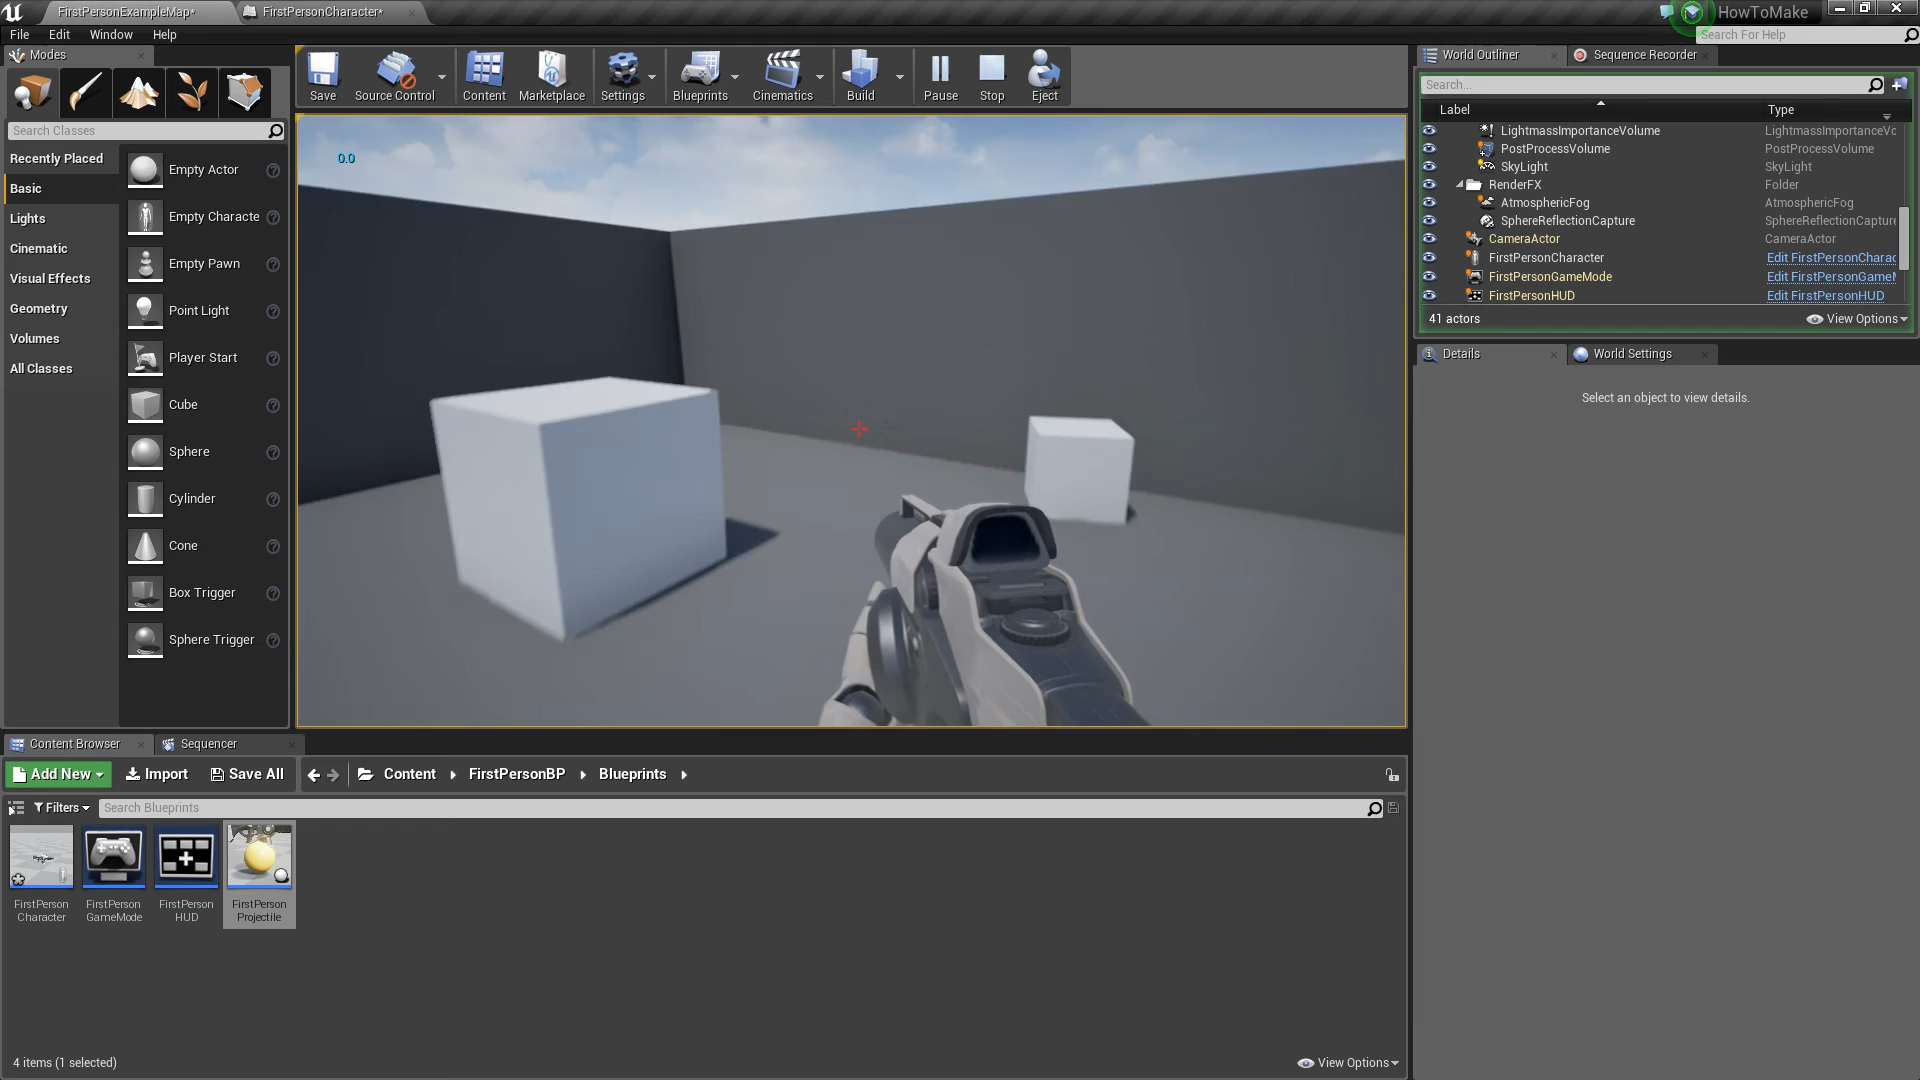 FirstPersonExampleMap*
FirstPersonCharacter*
HowToMake
File Edit Window Help
Search For Help
Modes
Search Classes
Recently Placed
Basic
Lights
Cinematic
Visual Effects
Geometry
Volumes
All Classes
Empty Actor
Empty Characte
Empty Pawn
Point Light
Player Start
Cube
Sphere
Cylinder
Cone
Box Trigger
Sphere Trigger
Save
Source Control
Content
Marketplace
Settings
Blueprints
Cinematics
Build
Pause
Stop
Eject
0.0
World Outliner
Sequence Recorder
Search...
Label Type
LightmassImportanceVolume LightmassImportanceVo
PostProcessVolume PostProcessVolume
SkyLight SkyLight
RenderFX Folder
AtmosphericFog AtmosphericFog
SphereReflectionCapture SphereReflectionCapture
CameraActor CameraActor
FirstPersonCharacter Edit FirstPersonCharac
FirstPersonGameMode Edit FirstPersonGameM
FirstPersonHUD Edit FirstPersonHUD
41 actors
View Options
Details
World Settings
Select an object to view details.
Content Browser
Sequencer
Add New
Import
Save All
Content
FirstPersonBP
Blueprints
Filters
Search Blueprints
FirstPerson
Character
FirstPerson
GameMode
FirstPerson
HUD
FirstPerson
Projectile
4 items (1 selected)
View Options